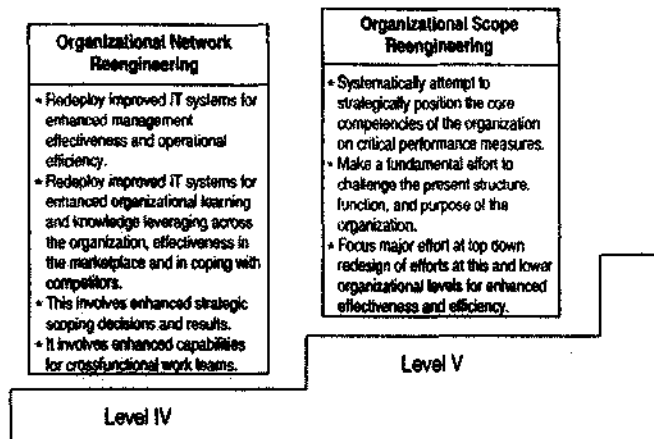 Organizational Network
Reengineering
* Redeploy improved IT systems for
enhanced management
effectiveness and operational
efficiency.
* Redeploy improved IT systems for
enhanced organizational learning
and knowledge leveraging across
the organization, effectiveness in
the marketplace and in coping with
competitors.
* This involves enhanced strategic
scoping decisions and results.
* It involves enhanced capabilities
for crossfunctional work teams.
Level IV
Organizational Scope
Reengineering
* Systematically attempt to
strategically position the core
competencies of the organization
on critical performance measures.
* Make a fundamental effort to
challenge the present structure,
function, and purpose of the
organization.
* Focus major effort at top down
redesign of efforts at this and lower
organizational levels for enhanced
effectiveness and efficiency.
Level V